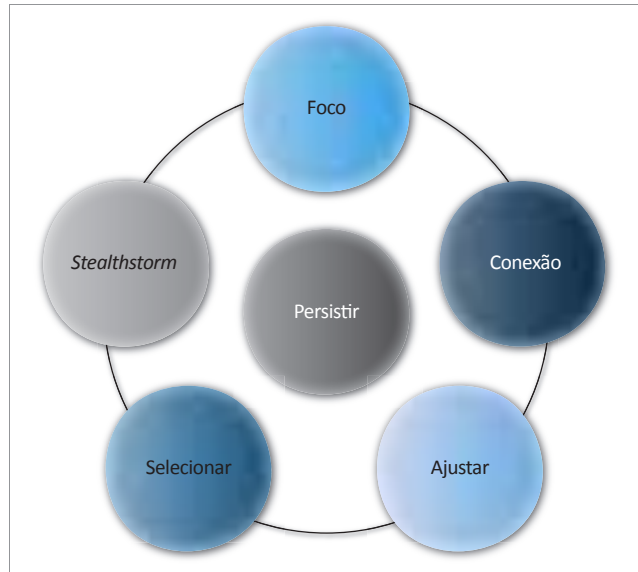 Foco
Conexão
Ajustar
Selecionar
Stealthstorm
Persistir